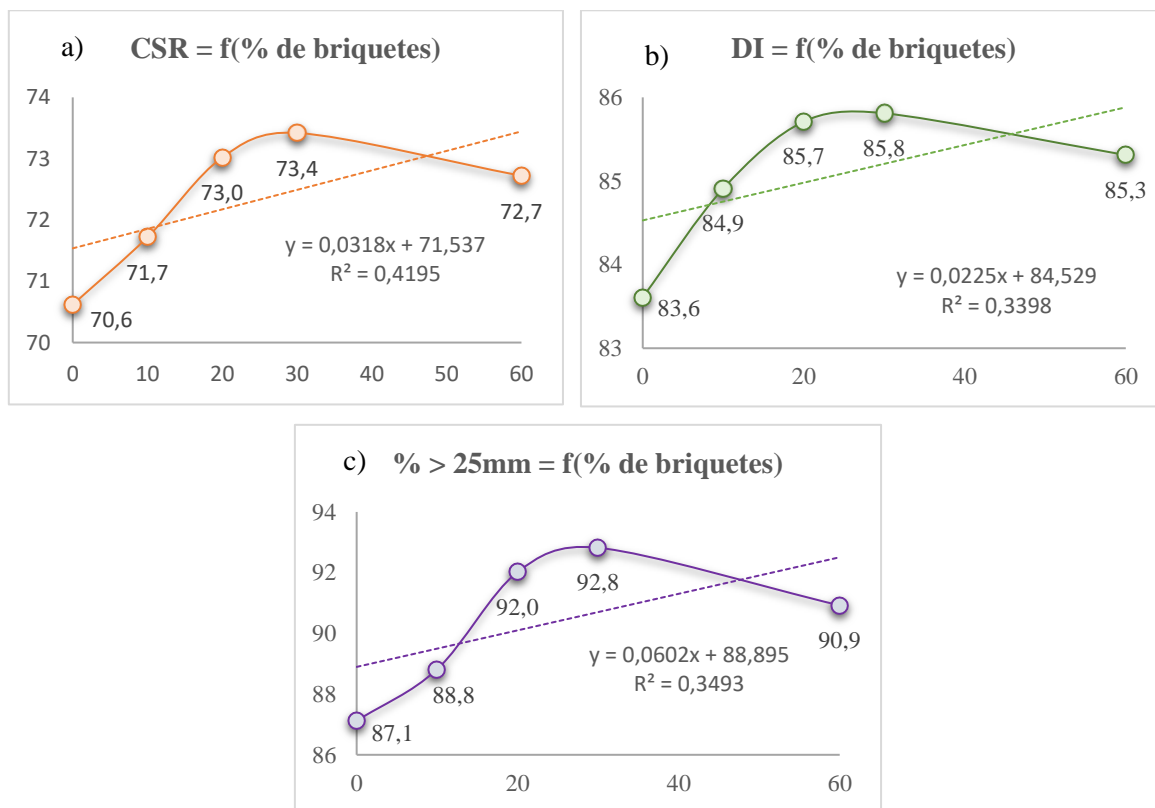 a) CSR = f(% de briquetes)
74
73
72
71
70
70,6
71,7
73,0
73,4
72,7
y = 0,0318x + 71,537
R² = 0,4195
0 10 20 30 40 50 60
b) DI = f(% de briquetes)
86
85
84
83
83,6
84,9
85,7
85,8
85,3
y = 0,0225x + 84,529
R² = 0,3398
0 20 40 60
c) % > 25mm = f(% de briquetes)
94
92
90
88
86
87,1
88,8
92,0
92,8
90,9
y = 0,0602x + 88,895
R² = 0,3493
0 20 40 60